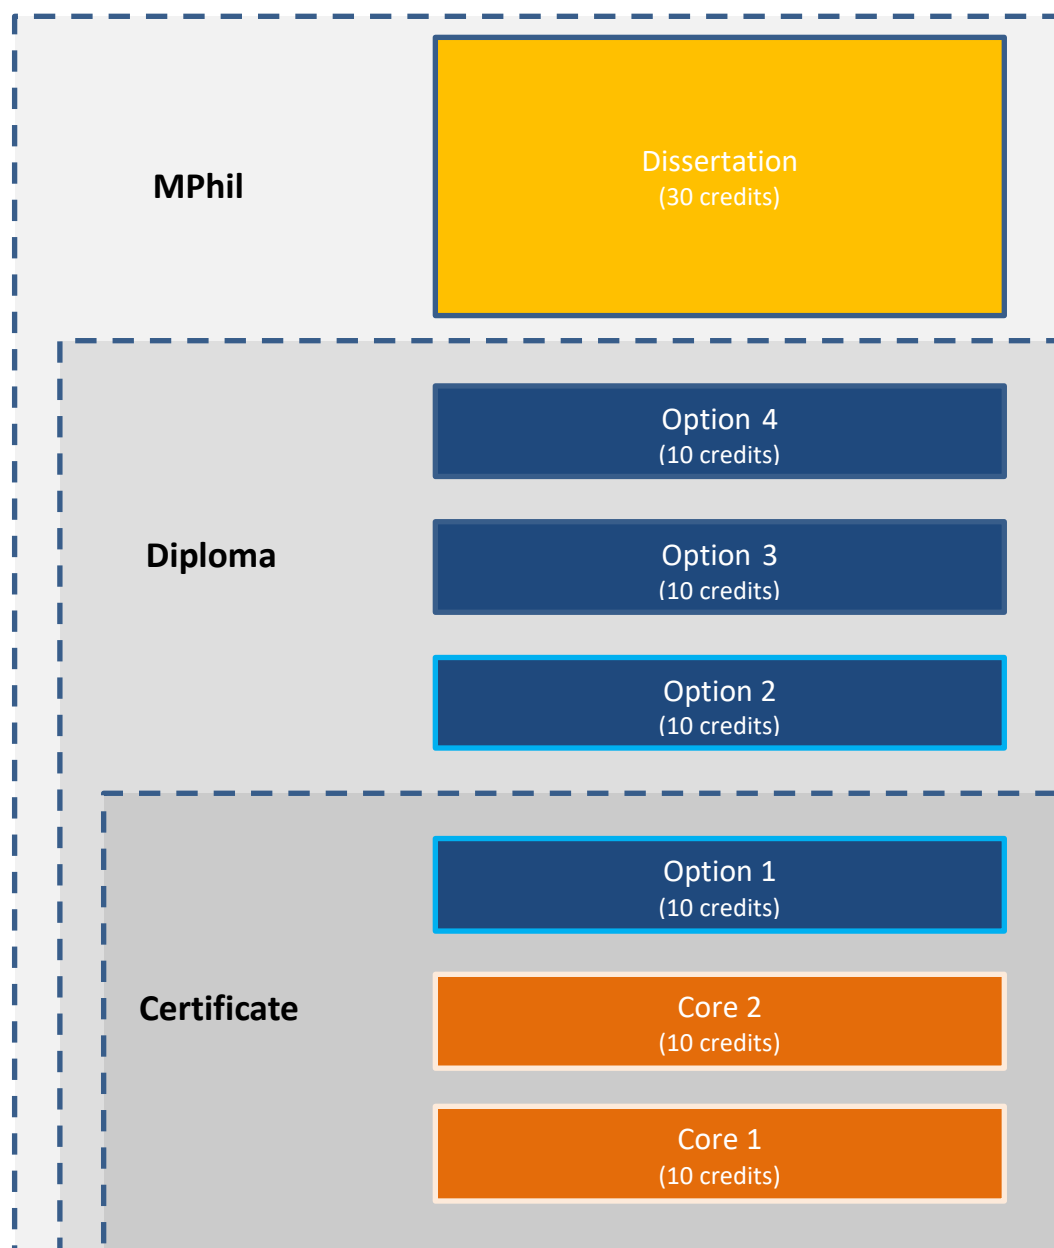 MPhil
Dissertation
(30 credits)
Diploma
Option 4
(10 credits)
Option 3
(10 credits)
Option 2
(10 credits)
Certificate
Option 1
(10 credits)
Core 2
(10 credits)
Core 1
(10 credits)